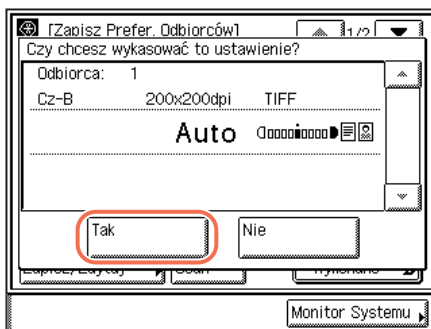 [Zapisz Prefer. Odbiorców] 1/2
Czy chcesz wykasować to ustawienie?
Odbiorca: 1
Cz-B 200x200dpi TIFF
Auto
Tak Nie
Monitor Systemu